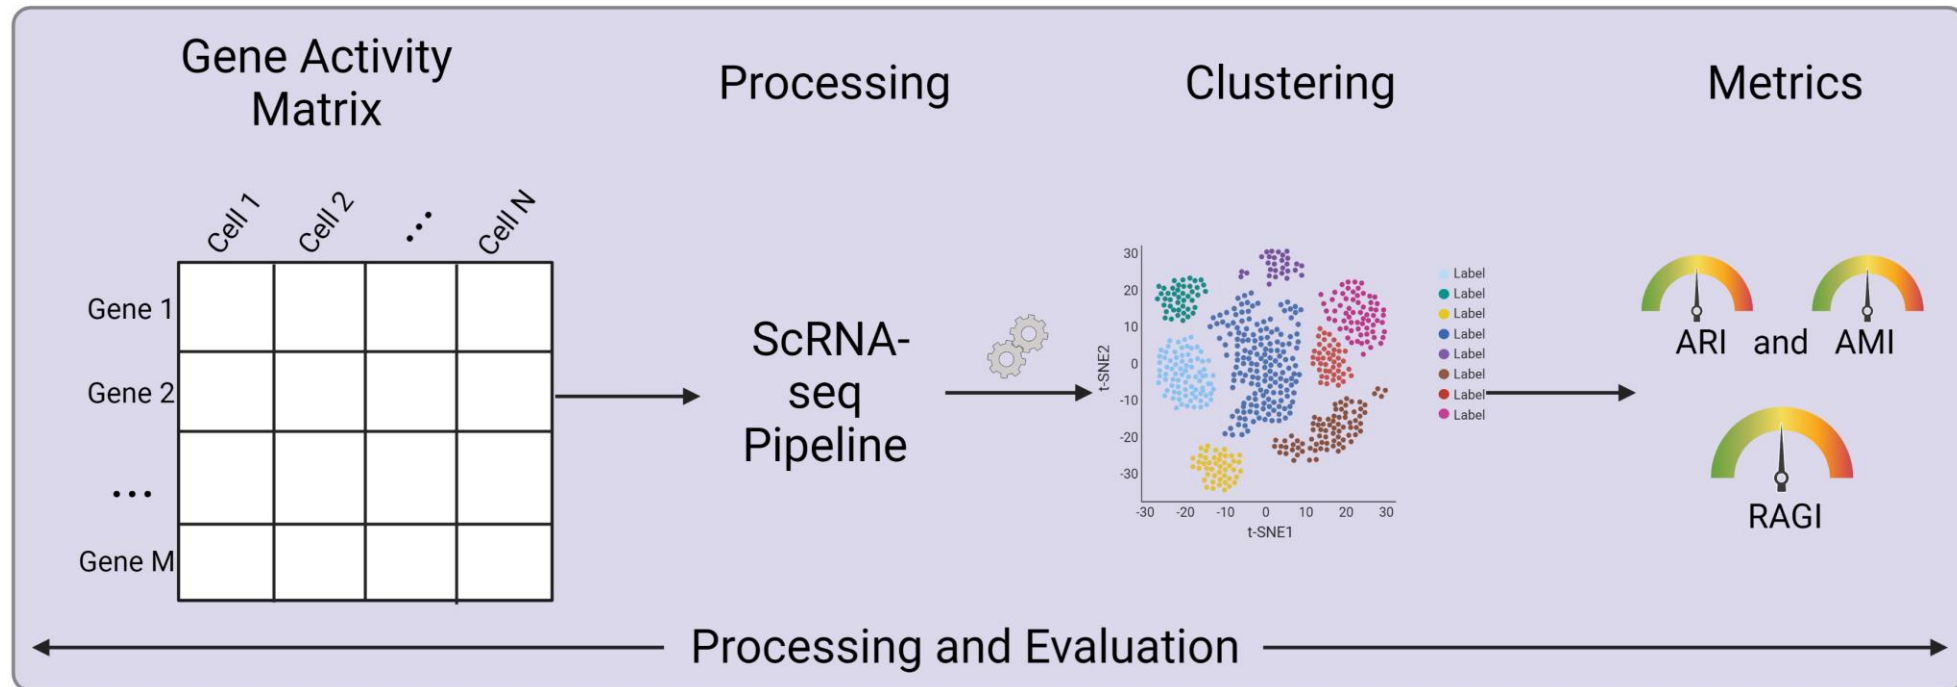 Gene Activity
Matrix
Processing
Clustering
Metrics
Cell 1
Cell 2
...
Cell N
Gene 1
Gene 2
...
Gene M
ScRNA-
seq
Pipeline
t-SNE2
30
20
10
0
-10
-20
-30
-30 -20 -10 0 10 20 30
t-SNE1
Label
Label
Label
Label
Label
Label
Label
Label
ARI and AMI
RAGI
Processing and Evaluation